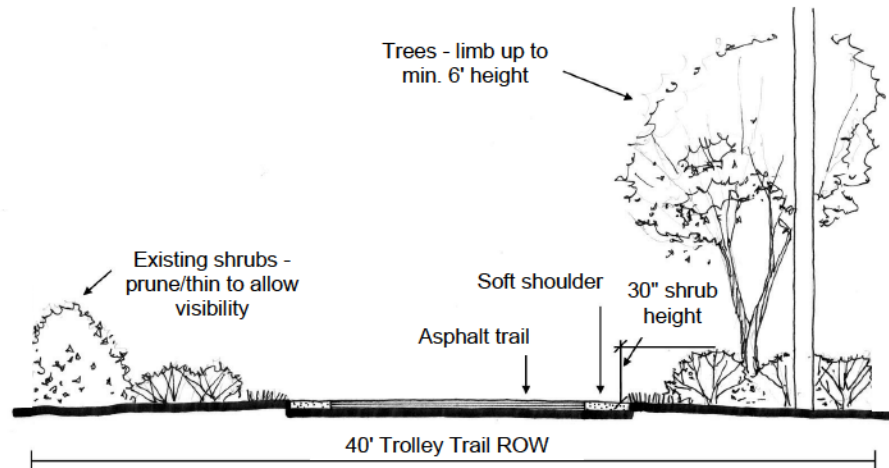 Trees - limb up to
min. 6' height
Existing shrubs -
prune/thin to allow
visibility
Soft shoulder
30" shrub
height
Asphalt trail
40' Trolley Trail ROW